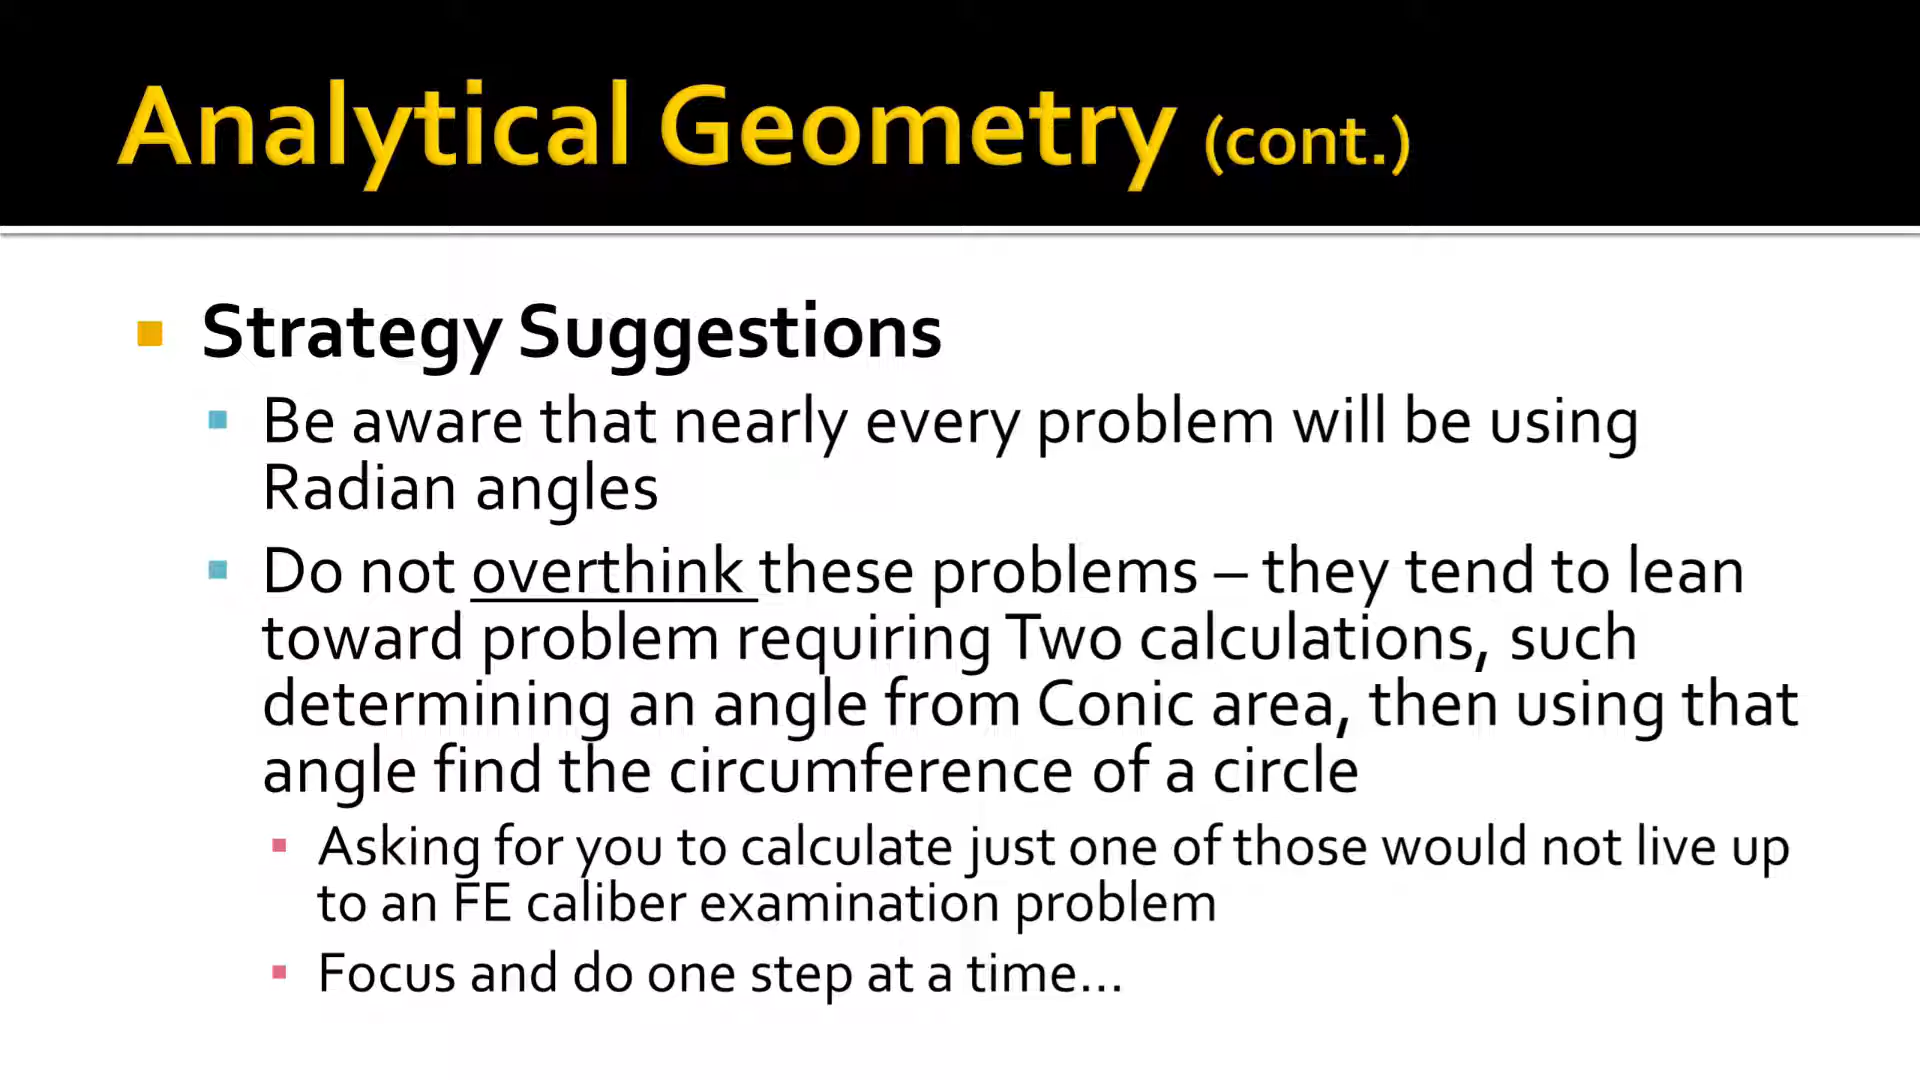 Analytical Geometry (cont.)
Strategy Suggestions
Be aware that nearly every problem will be using
Radian angles
Do not overthink these problems – they tend to lean
toward problem requiring Two calculations, such
determining an angle from Conic area, then using that
angle find the circumference of a circle
Asking for you to calculate just one of those would not live up
to an FE caliber examination problem
Focus and do one step at a time...